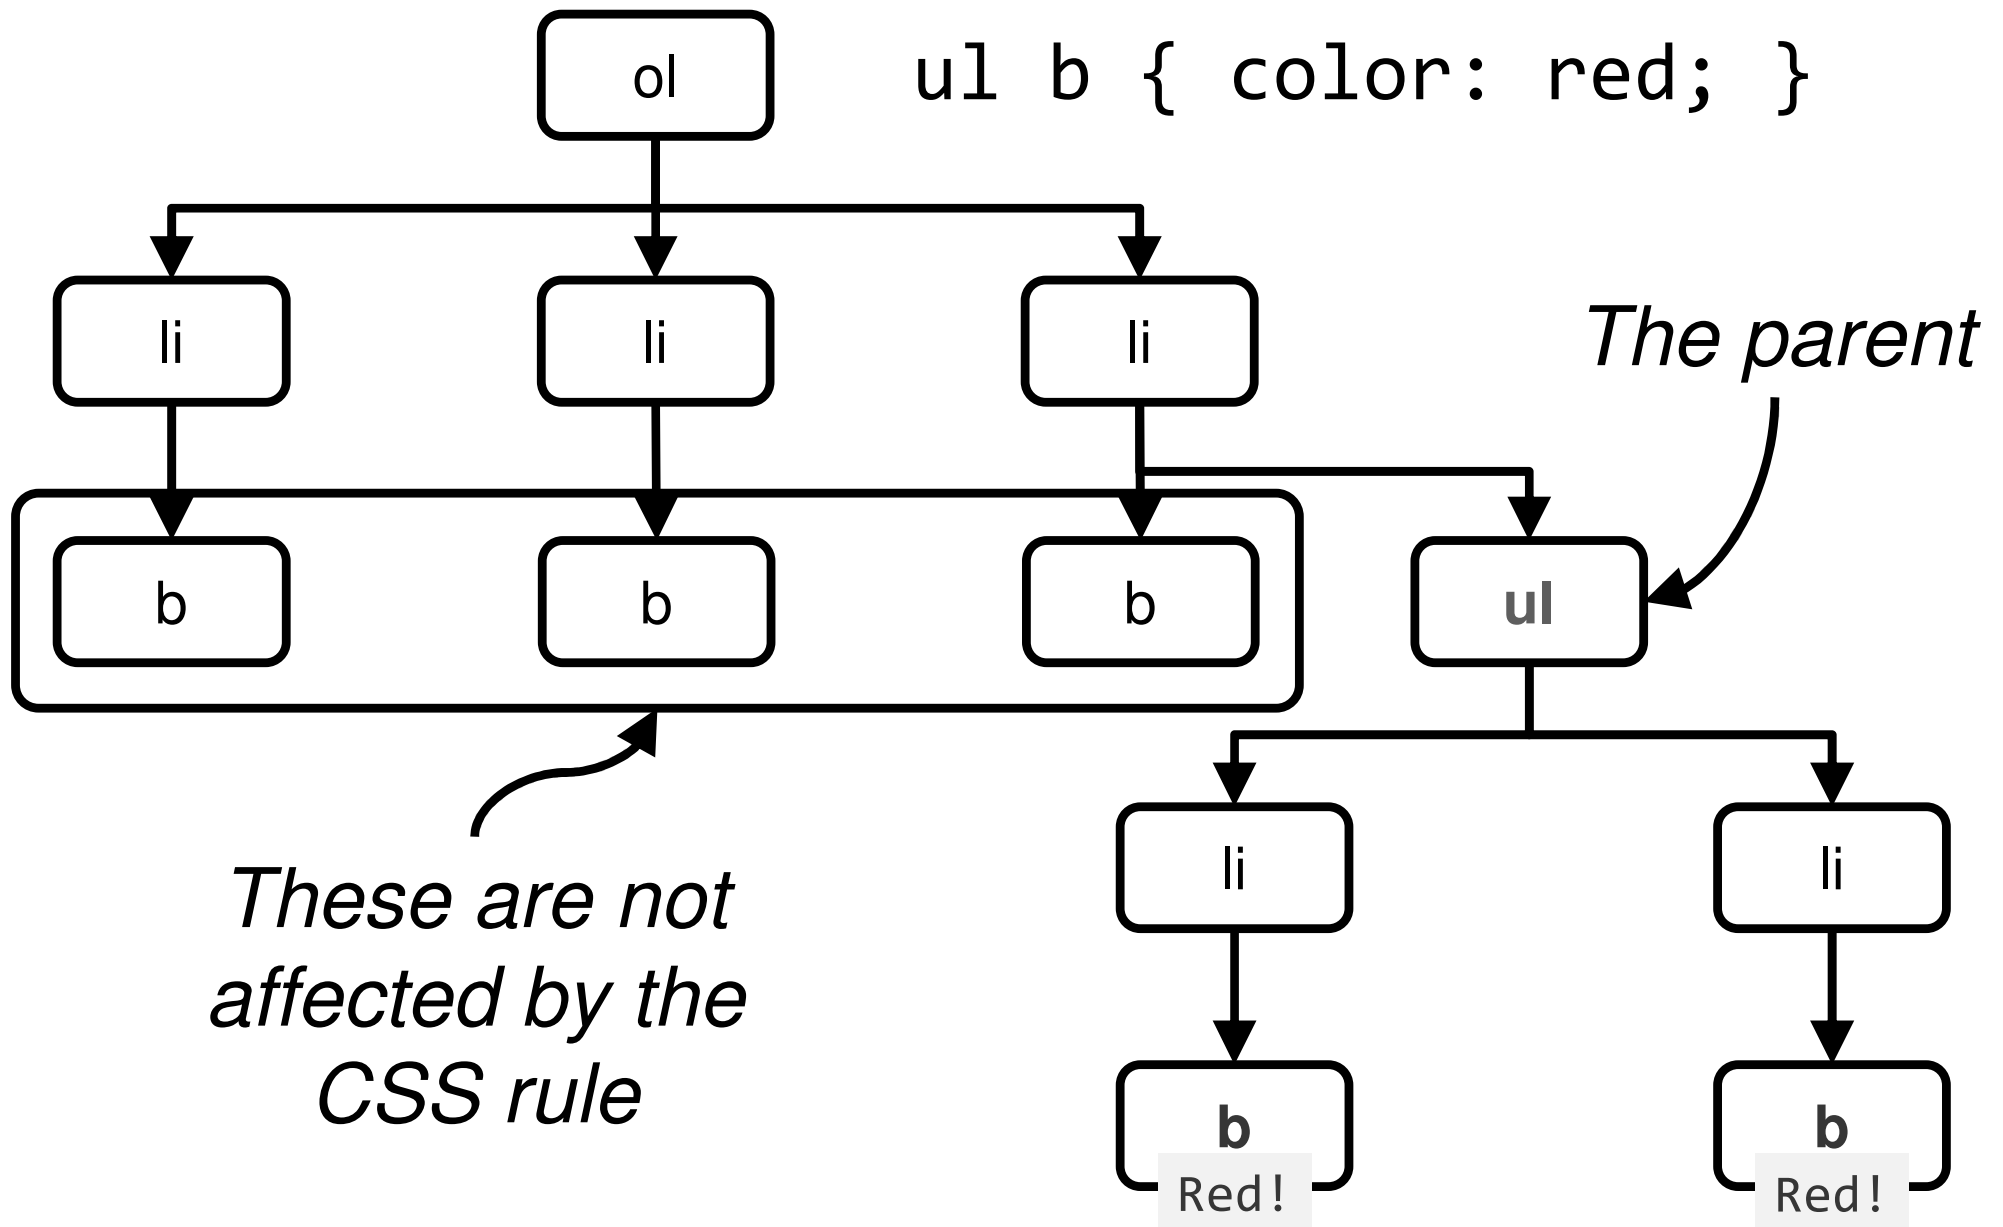 ol
ul b { color: red; }
li
li
li
The parent
b
b
b
ul
These are not
affected by the
CSS rule
li
li
b
b
Red!
Red!